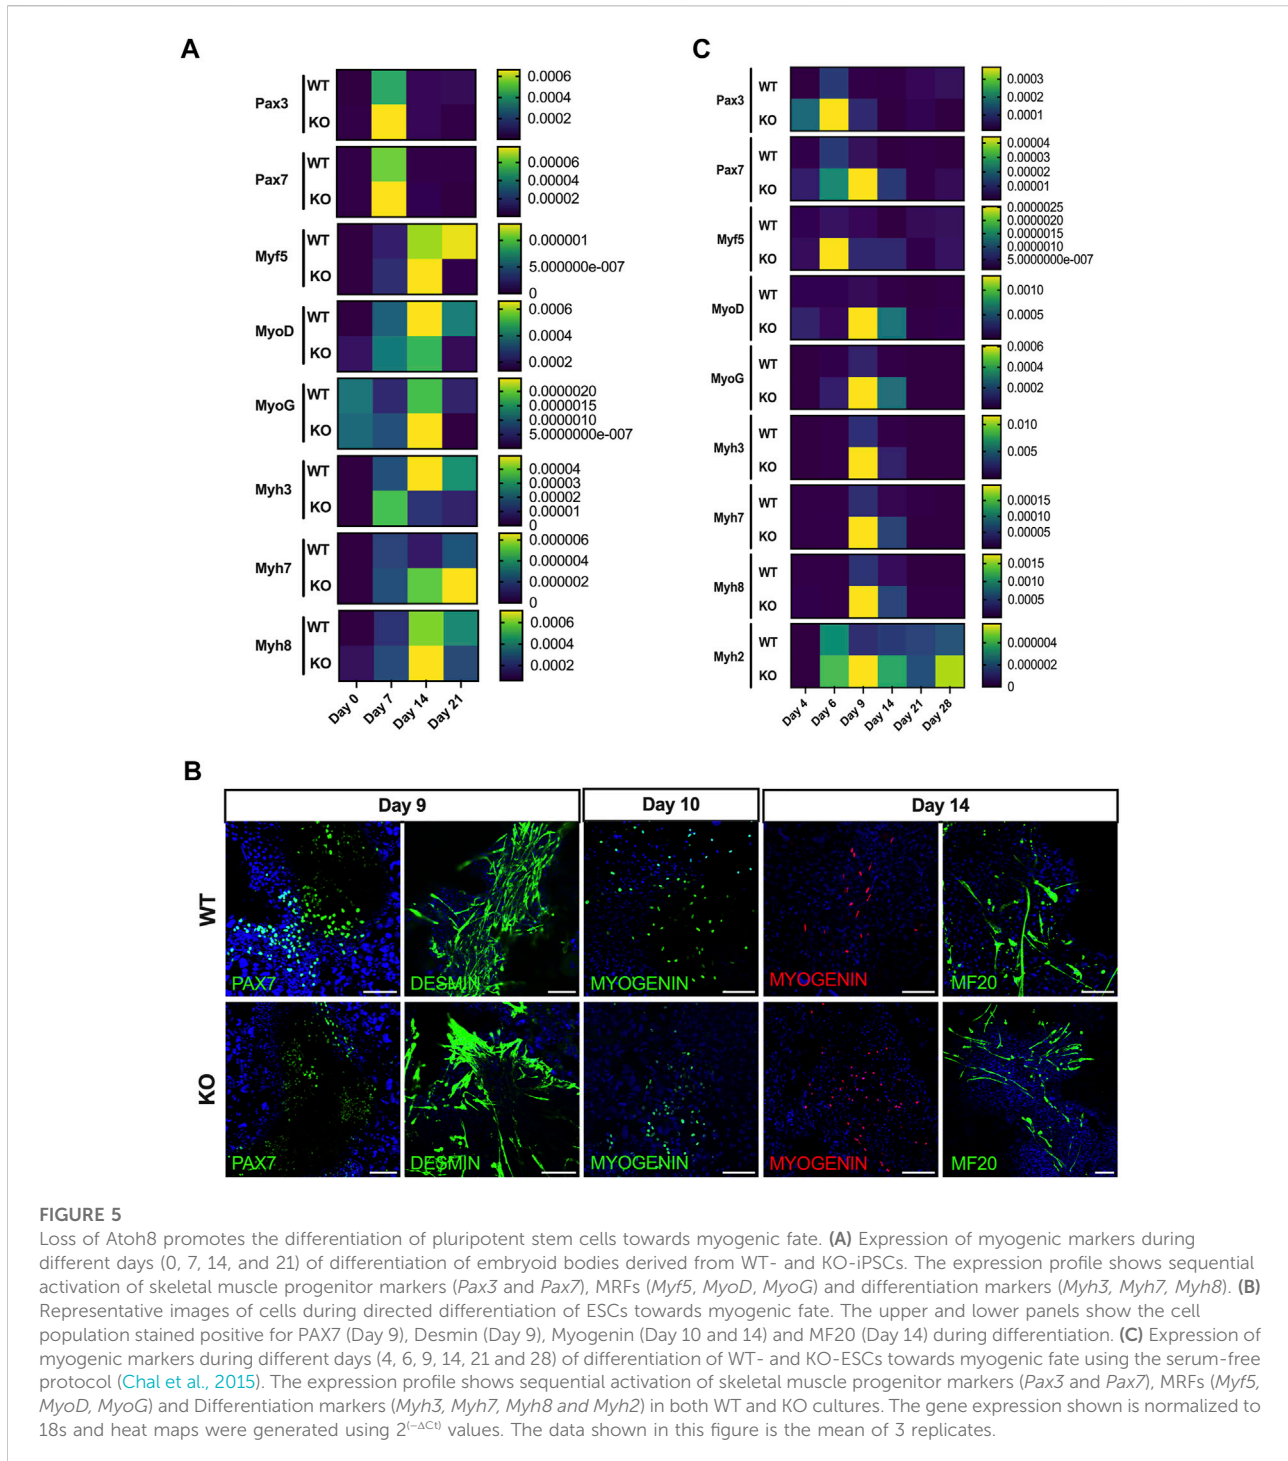 A
Pax3
WT
KO
0.0006
0.0004
0.0002
Pax7
WT
KO
0.00006
0.00004
0.00002
Myf5
WT
KO
0.000001
5.000000e-007
0
MyoD
WT
KO
0.0006
0.0004
0.0002
MyoG
WT
KO
0.0000020
0.0000015
0.0000010
5.0000000e-007
Myh3
WT
KO
0.00004
0.00003
0.00002
0.00001
0
Myh7
WT
KO
0.000006
0.000004
0.000002
0
Myh8
WT
KO
0.0006
0.0004
0.0002
Day 0
Day 7
Day 14
Day 21
C
Pax3
WT
KO
0.0003
0.0002
0.0001
Pax7
WT
KO
0.00004
0.00003
0.00002
0.00001
Myf5
WT
KO
0.0000025
0.0000020
0.0000015
0.0000010
5.0000000e-007
MyoD
WT
KO
0.0010
0.0005
MyoG
WT
KO
0.0006
0.0004
0.0002
Myh3
WT
KO
0.010
0.005
Myh7
WT
KO
0.00015
0.00010
0.00005
Myh8
WT
KO
0.0015
0.0010
0.0005
Myh2
WT
KO
0.000004
0.000002
0
Day 4
Day 6
Day 9
Day 14
Day 21
Day 28
B
Day 9
Day 10
Day 14
WT
PAX7
DESMIN
MYOGENIN
MYOGENIN
MF20
KO
PAX7
DESMIN
MYOGENIN
MYOGENIN
MF20
FIGURE 5
Loss of Atoh8 promotes the differentiation of pluripotent stem cells towards myogenic fate. (A) Expression of myogenic markers during
different days (0, 7, 14, and 21) of differentiation of embryoid bodies derived from WT- and KO-iPSCs. The expression profile shows sequential
activation of skeletal muscle progenitor markers (Pax3 and Pax7), MRFs (Myf5, MyoD, MyoG) and differentiation markers (Myh3, Myh7, Myh8). (B)
Representative images of cells during directed differentiation of ESCs towards myogenic fate. The upper and lower panels show the cell
population stained positive for PAX7 (Day 9), Desmin (Day 9), Myogenin (Day 10 and 14) and MF20 (Day 14) during differentiation. (C) Expression of
myogenic markers during different days (4, 6, 9, 14, 21 and 28) of differentiation of WT- and KO-ESCs towards myogenic fate using the serum-free
protocol (Chal et al., 2015). The expression profile shows sequential activation of skeletal muscle progenitor markers (Pax3 and Pax7), MRFs (Myf5,
MyoD, MyoG) and Differentiation markers (Myh3, Myh7, Myh8 and Myh2) in both WT and KO cultures. The gene expression shown is normalized to
18s and heat maps were generated using 2(−ΔCt) values. The data shown in this figure is the mean of 3 replicates.